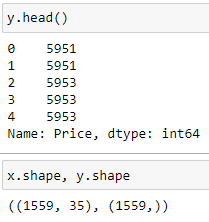 y.head()
0    5951
1    5951
2    5953
3    5953
4    5953
Name: Price, dtype: int64
x.shape, y.shape
((1559, 35), (1559,))